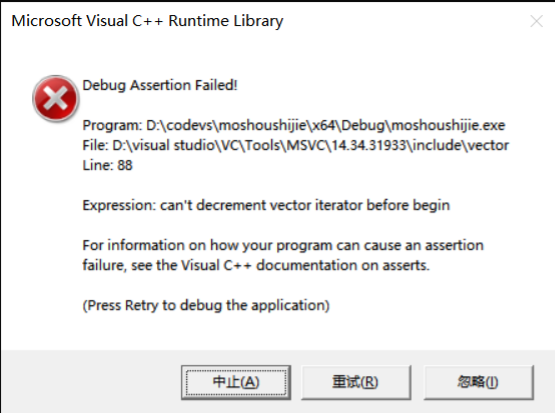 Microsoft Visual C++ Runtime Library
Debug Assertion Failed!
Program: D:\codevs\moshoushijie\x64\Debug\moshoushijie.exe
File: D:\visual studio\VC\Tools\MSVC\14.34.31933\include\vector
Line: 88
Expression: can't decrement vector iterator before begin
For information on how your program can cause an assertion
failure, see the Visual C++ documentation on asserts.
(Press Retry to debug the application)
中止(A) 重试(R) 忽略(I)